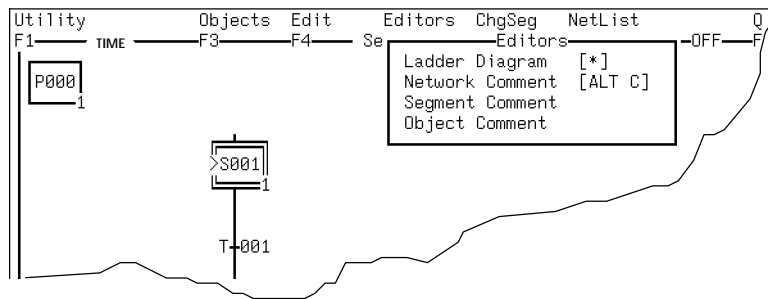 Utility Objects Edit Editors ChgSeg NetList Q
F1 TIME F3 F4 Se Editors OFF F
Ladder Diagram [*]
Network Comment [ALT C]
Segment Comment
Object Comment
P000
1
>S001
1
T 001